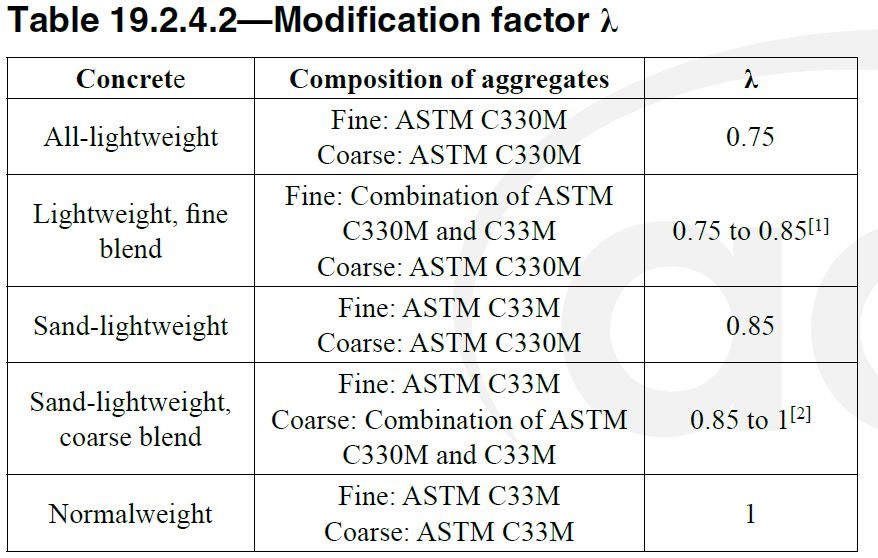 Table 19.2.4.2—Modification factor λ
Concrete Composition of aggregates λ
All-lightweight Fine: ASTM C330M
Coarse: ASTM C330M 0.75
Lightweight, fine
blend Fine: Combination of ASTM
C330M and C33M
Coarse: ASTM C330M 0.75 to 0.85[1]
Sand-lightweight Fine: ASTM C33M
Coarse: ASTM C330M 0.85
Sand-lightweight,
coarse blend Fine: ASTM C33M
Coarse: Combination of ASTM
C330M and C33M 0.85 to 1[2]
Normalweight Fine: ASTM C33M
Coarse: ASTM C33M 1